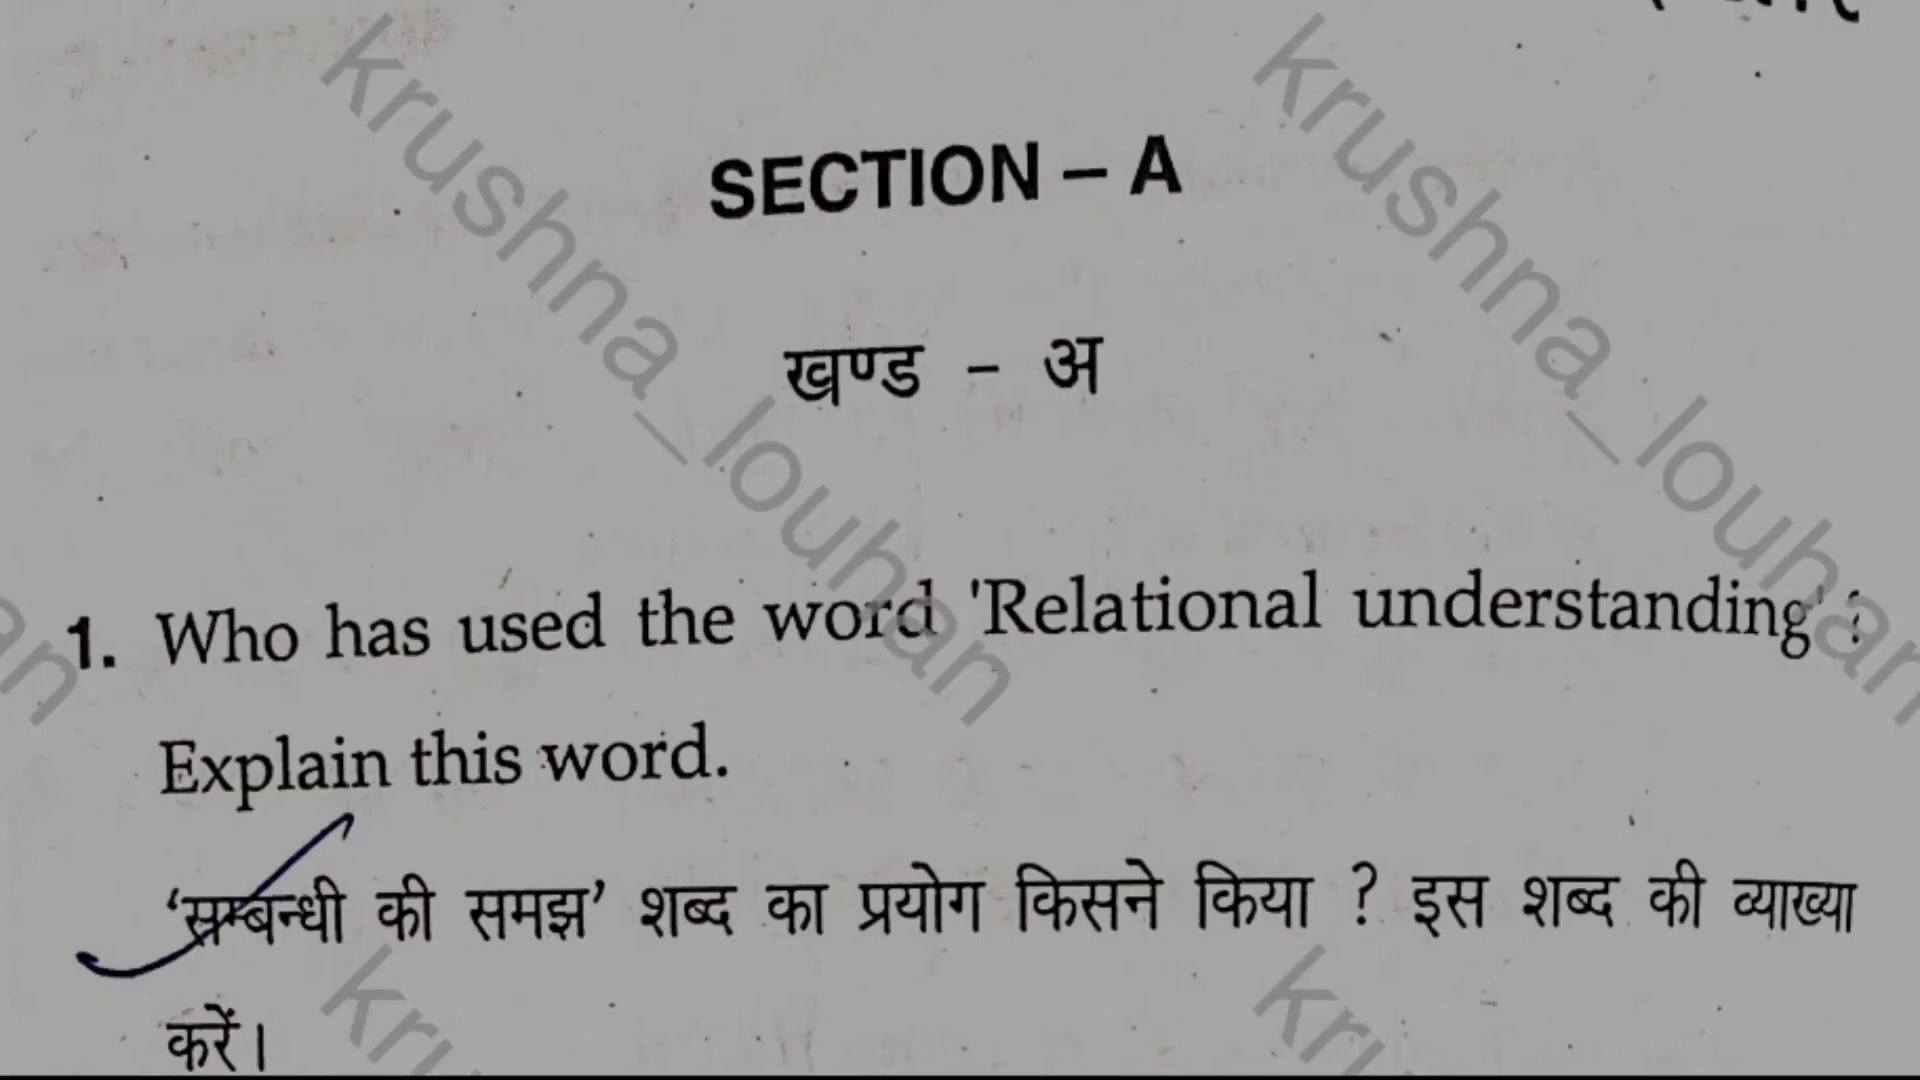 SECTION – A
खण्ड - अ
1. Who has used the word 'Relational understanding' ?
Explain this word.
‘सम्बन्धी की समझ’ शब्द का प्रयोग किसने किया ? इस शब्द की व्याख्या
करें।
krushna_louhan
krushna_louhan